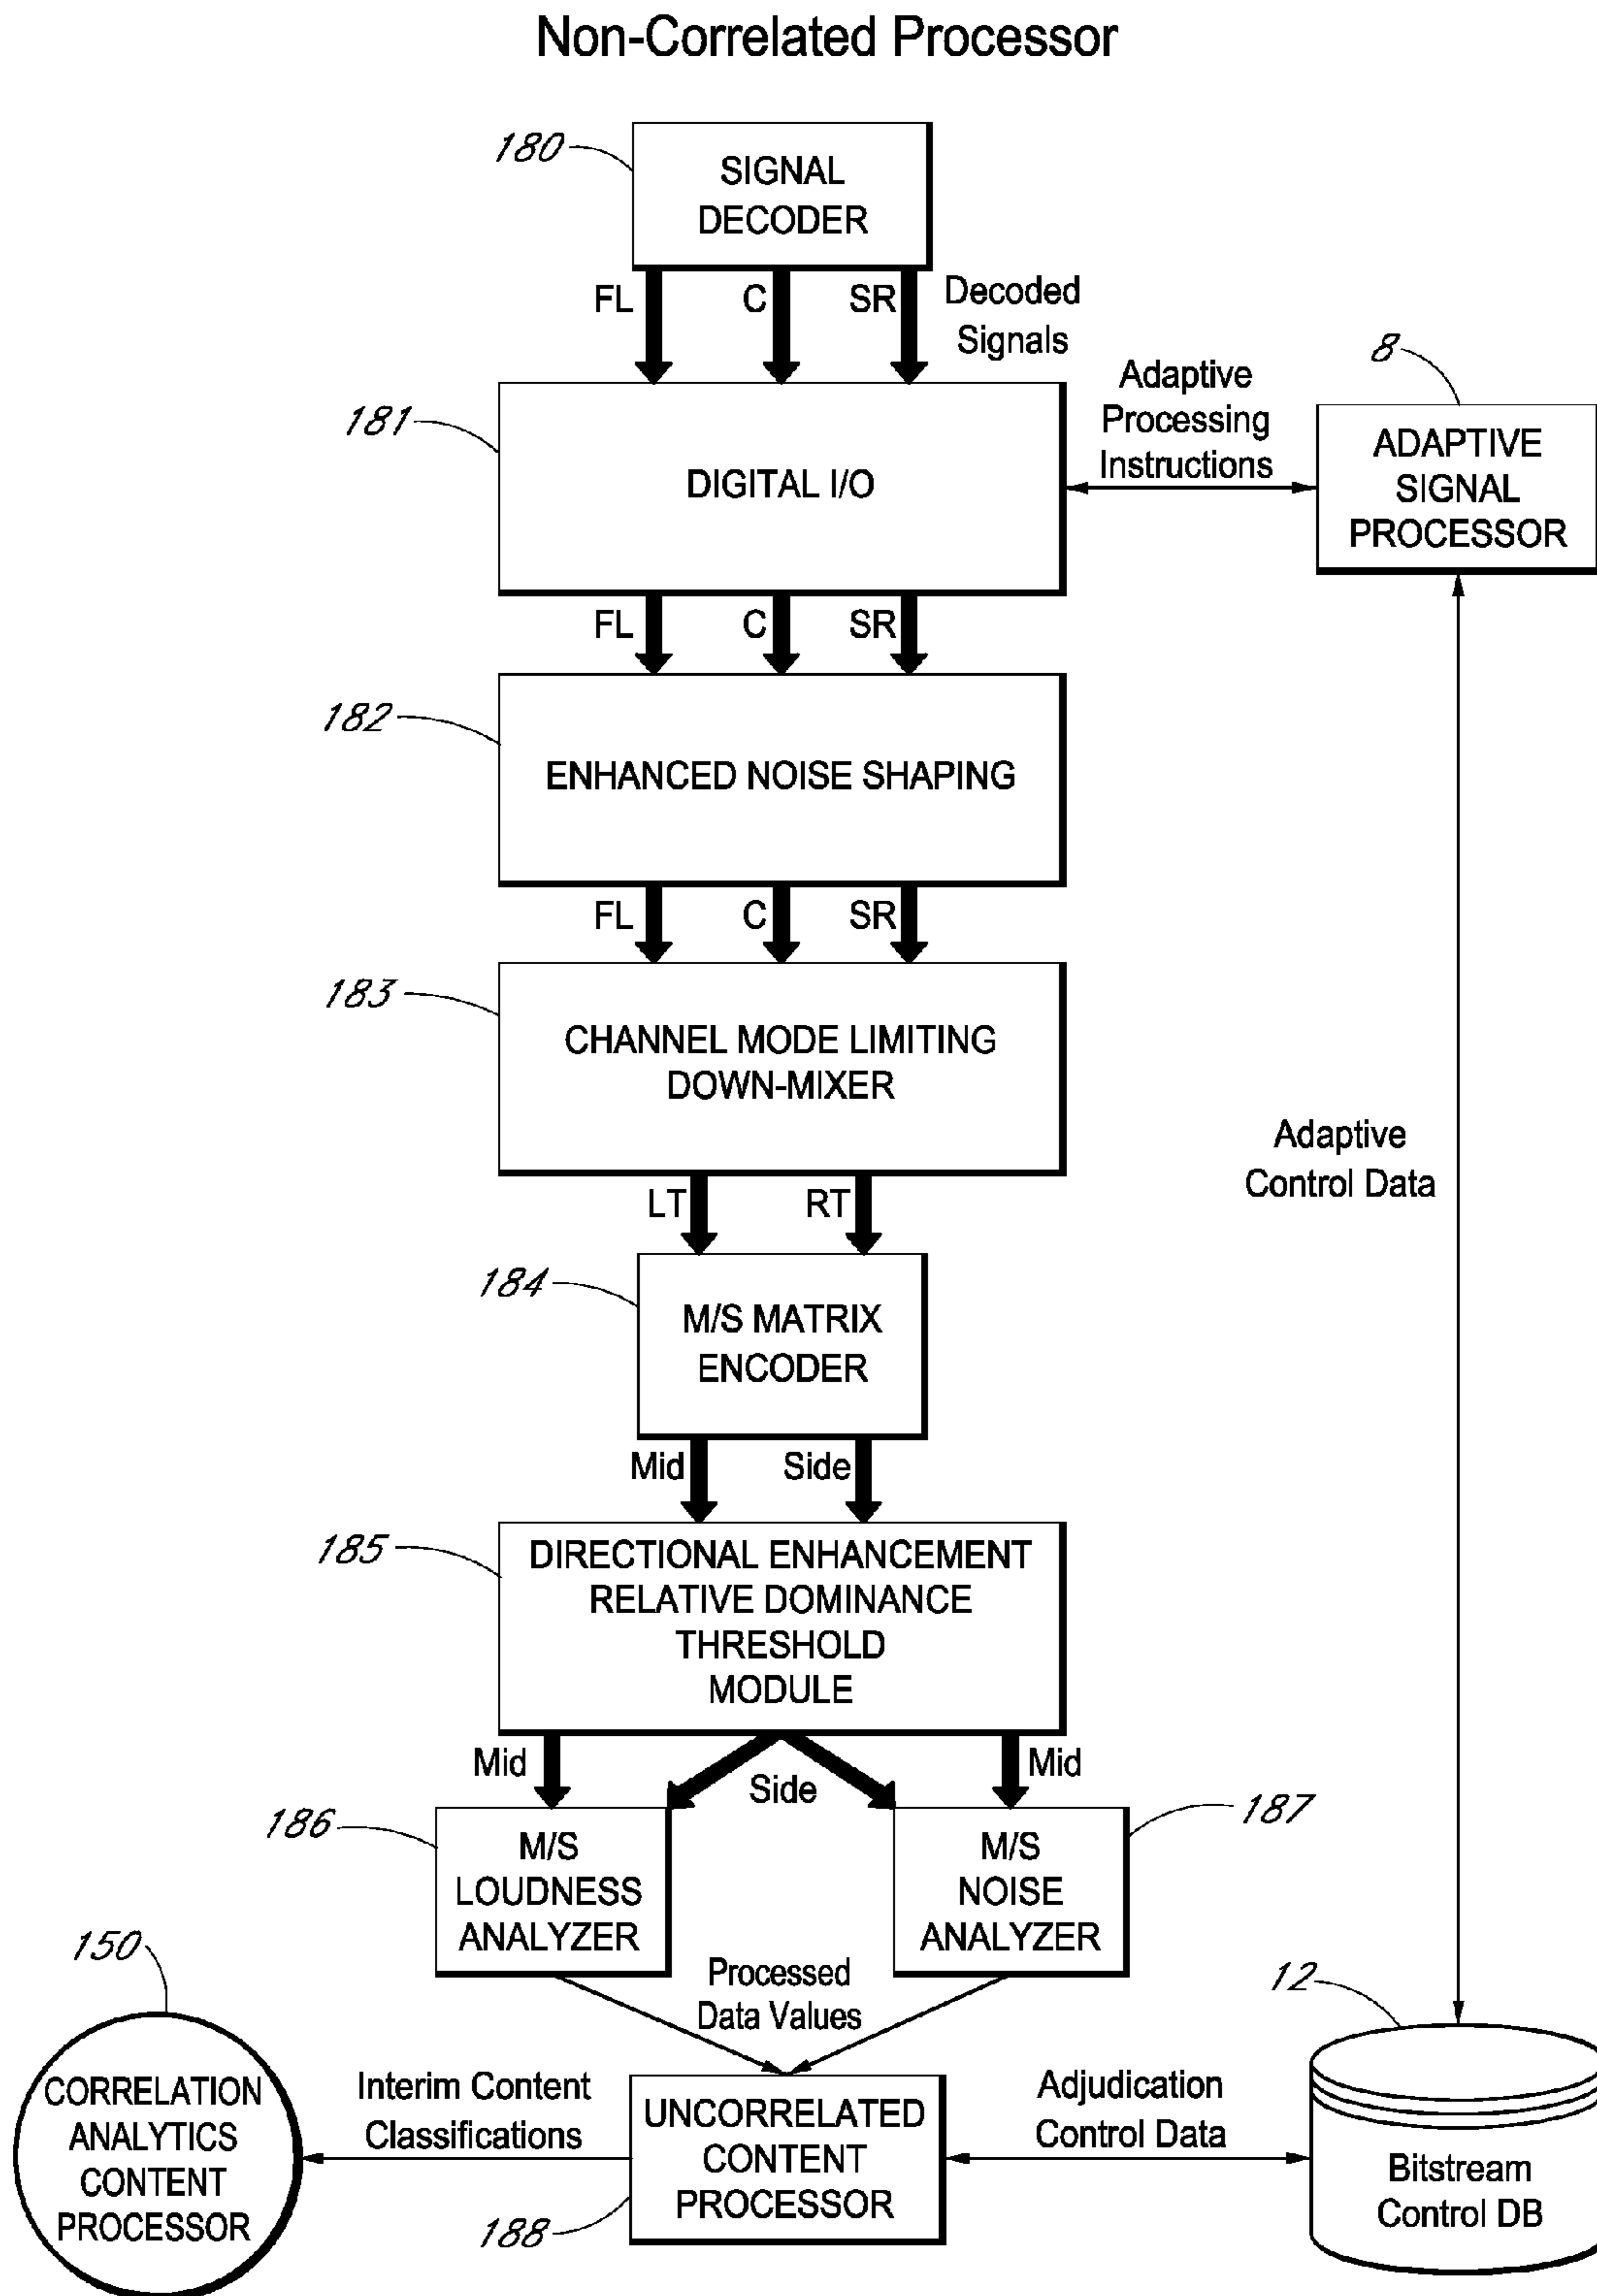 Non-Correlated Processor
180
SIGNAL
DECODER
FL
C
SR
Decoded
Signals
8
Adaptive
Processing
Instructions
181
DIGITAL I/O
ADAPTIVE
SIGNAL
PROCESSOR
FL
C
SR
182
ENHANCED NOISE SHAPING
FL
C
SR
183
CHANNEL MODE LIMITING
DOWN-MIXER
Adaptive
Control Data
LT
RT
184
M/S MATRIX
ENCODER
Mid
Side
185
DIRECTIONAL ENHANCEMENT
RELATIVE DOMINANCE
THRESHOLD
MODULE
Mid
Side
Mid
186
M/S
LOUDNESS
ANALYZER
187
M/S
NOISE
ANALYZER
150
Processed
Data Values
12
CORRELATION
ANALYTICS
CONTENT
PROCESSOR
Interim Content
Classifications
UNCORRELATED
CONTENT
PROCESSOR
188
Adjudication
Control Data
Bitstream
Control DB